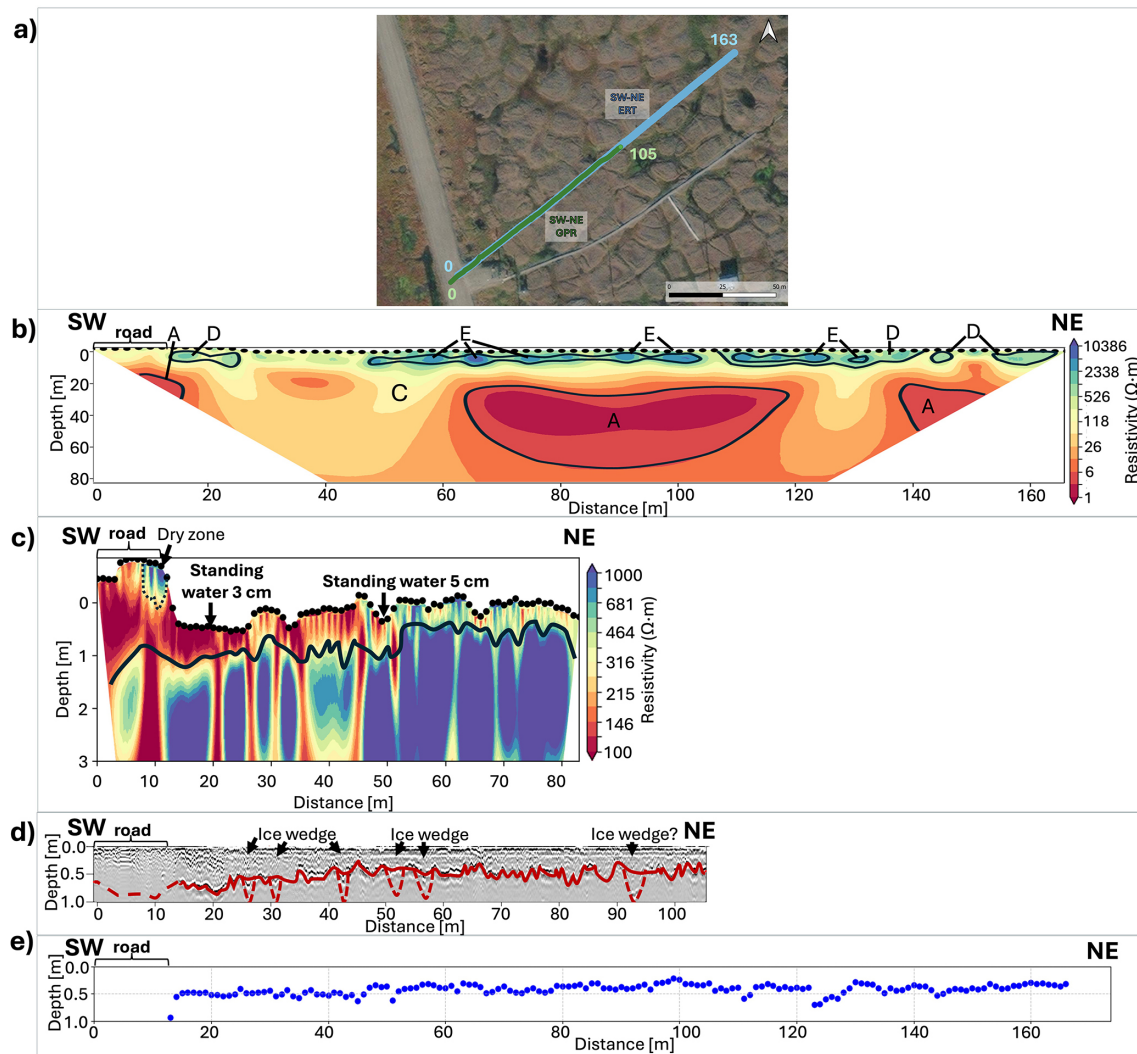 a)
163
SW-NE
ERT
105
SW-NE
GPR
0
0
0 25 50 m
b)
SW
NE
road
A D E E E D D
0
20
40
60
80
Depth [m]
C
A
A
0 20 40 60 80 100 120 140 160
Distance [m]
10386
2338
526
118
26
6
1
Resistivity (Ω·m)
c)
SW
road
Dry zone
NE
Standing
water 3 cm
Standing water 5 cm
0
1
2
3
Depth [m]
0 10 20 30 40 50 60 70 80
Distance [m]
1000
681
464
316
215
146
100
Resistivity (Ω·m)
d)
SW
road
Ice wedge
Ice wedge
Ice wedge?
NE
0.0
0.5
1.0
Depth [m]
0 10 20 30 40 50 60 70 80 90 100
Distance [m]
e)
SW
road
NE
0.0
0.5
1.0
Depth [m]
0 20 40 60 80 100 120 140 160
Distance [m]